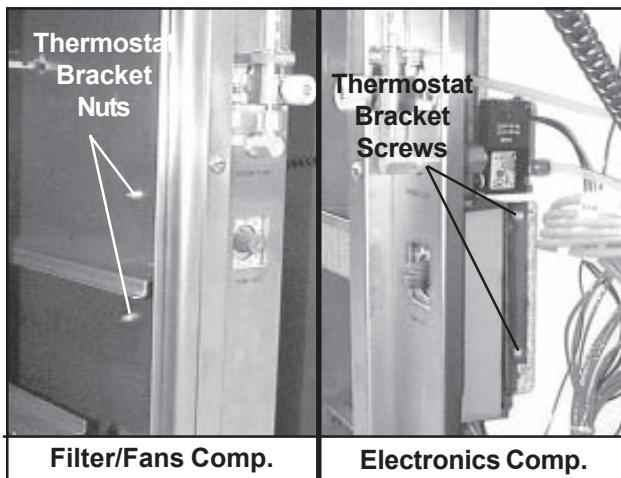 Thermostat
Bracket
Nuts
Thermostat
Bracket
Screws
Filter/Fans Comp.
Electronics Comp.